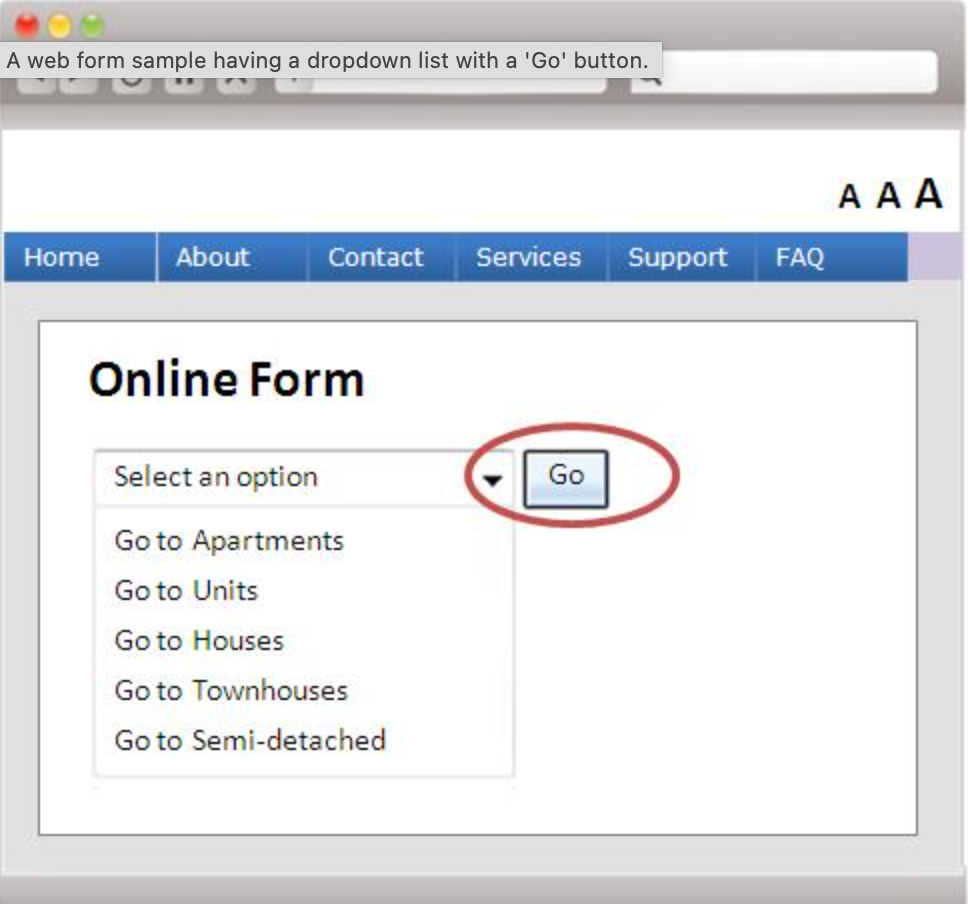 A web form sample having a dropdown list with a 'Go' button.
A A A
Home About Contact Services Support FAQ
Online Form
Select an option Go
Go to Apartments
Go to Units
Go to Houses
Go to Townhouses
Go to Semi-detached